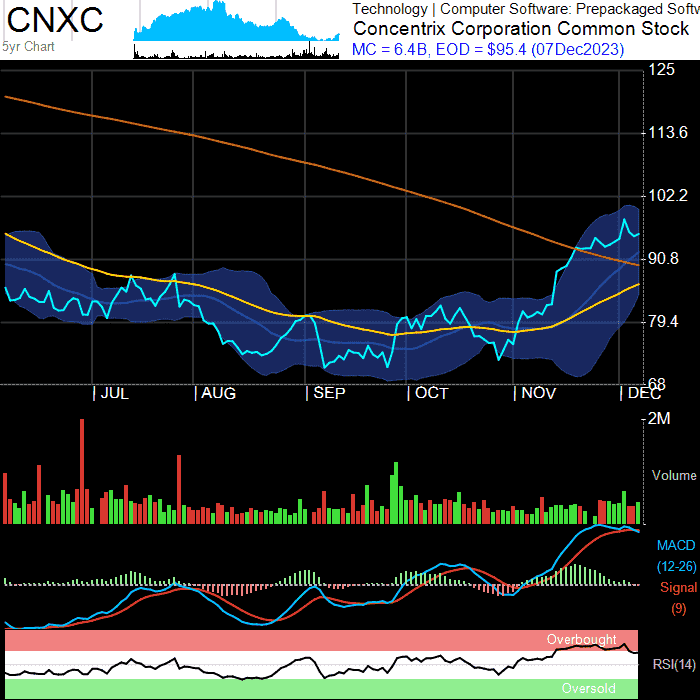 CNXC
5yr Chart
Technology | Computer Software: Prepackaged Softw
Concentrix Corporation Common Stock
MC = 6.4B, EOD = $95.4 (07Dec2023)
125
113.6
102.2
90.8
79.4
68
JUL
AUG
SEP
OCT
NOV
DEC
2M
Volume
MACD
(12-26)
Signal
(9)
Overbought
RSI(14)
Oversold